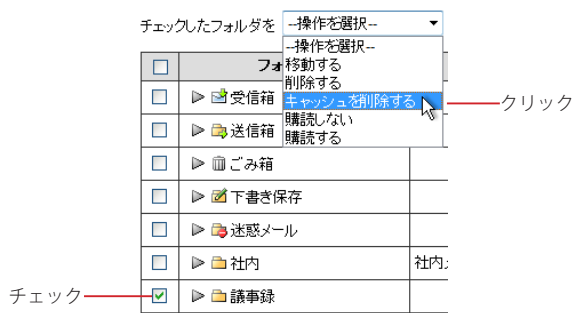 チェックしたフォルダを --操作を選択--
--操作を選択--
移動する
削除する
キャッシュを削除する
クリック
購読しない
購読する
フォ
受信箱
送信箱
ごみ箱
下書き保存
迷惑メール
社内 社内
チェック
議事録